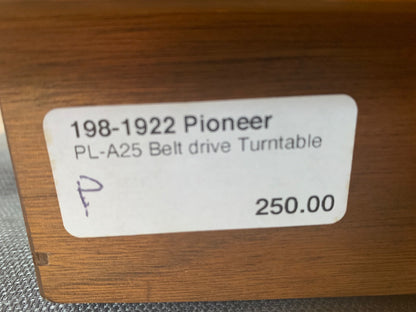 198-1922 Pioneer
PL-A25 Belt drive Turntable
250.00